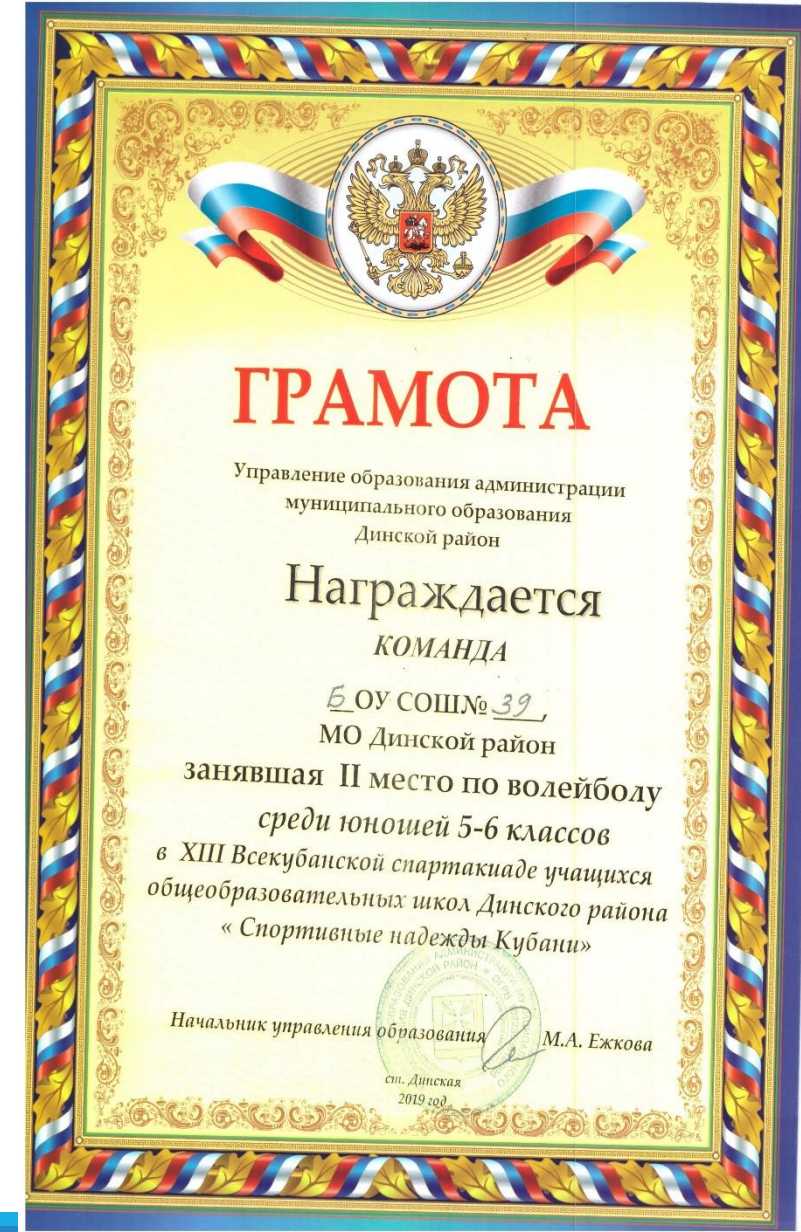 ГРАМОТА
Управление образования администрации
муниципального образования
Динской район
Награждается
КОМАНДА
Б ОУ СОШ№ 39,
МО Динской район
занявшая II место по волейболу
среди юношей 5-6 классов
в XIII Всекубанской спартакиаде учащихся
общеобразовательных школ Динского района
« Спортивные надежды Кубани»
Начальник управления образования М.А. Ежкова
ст. Динская
2019 год